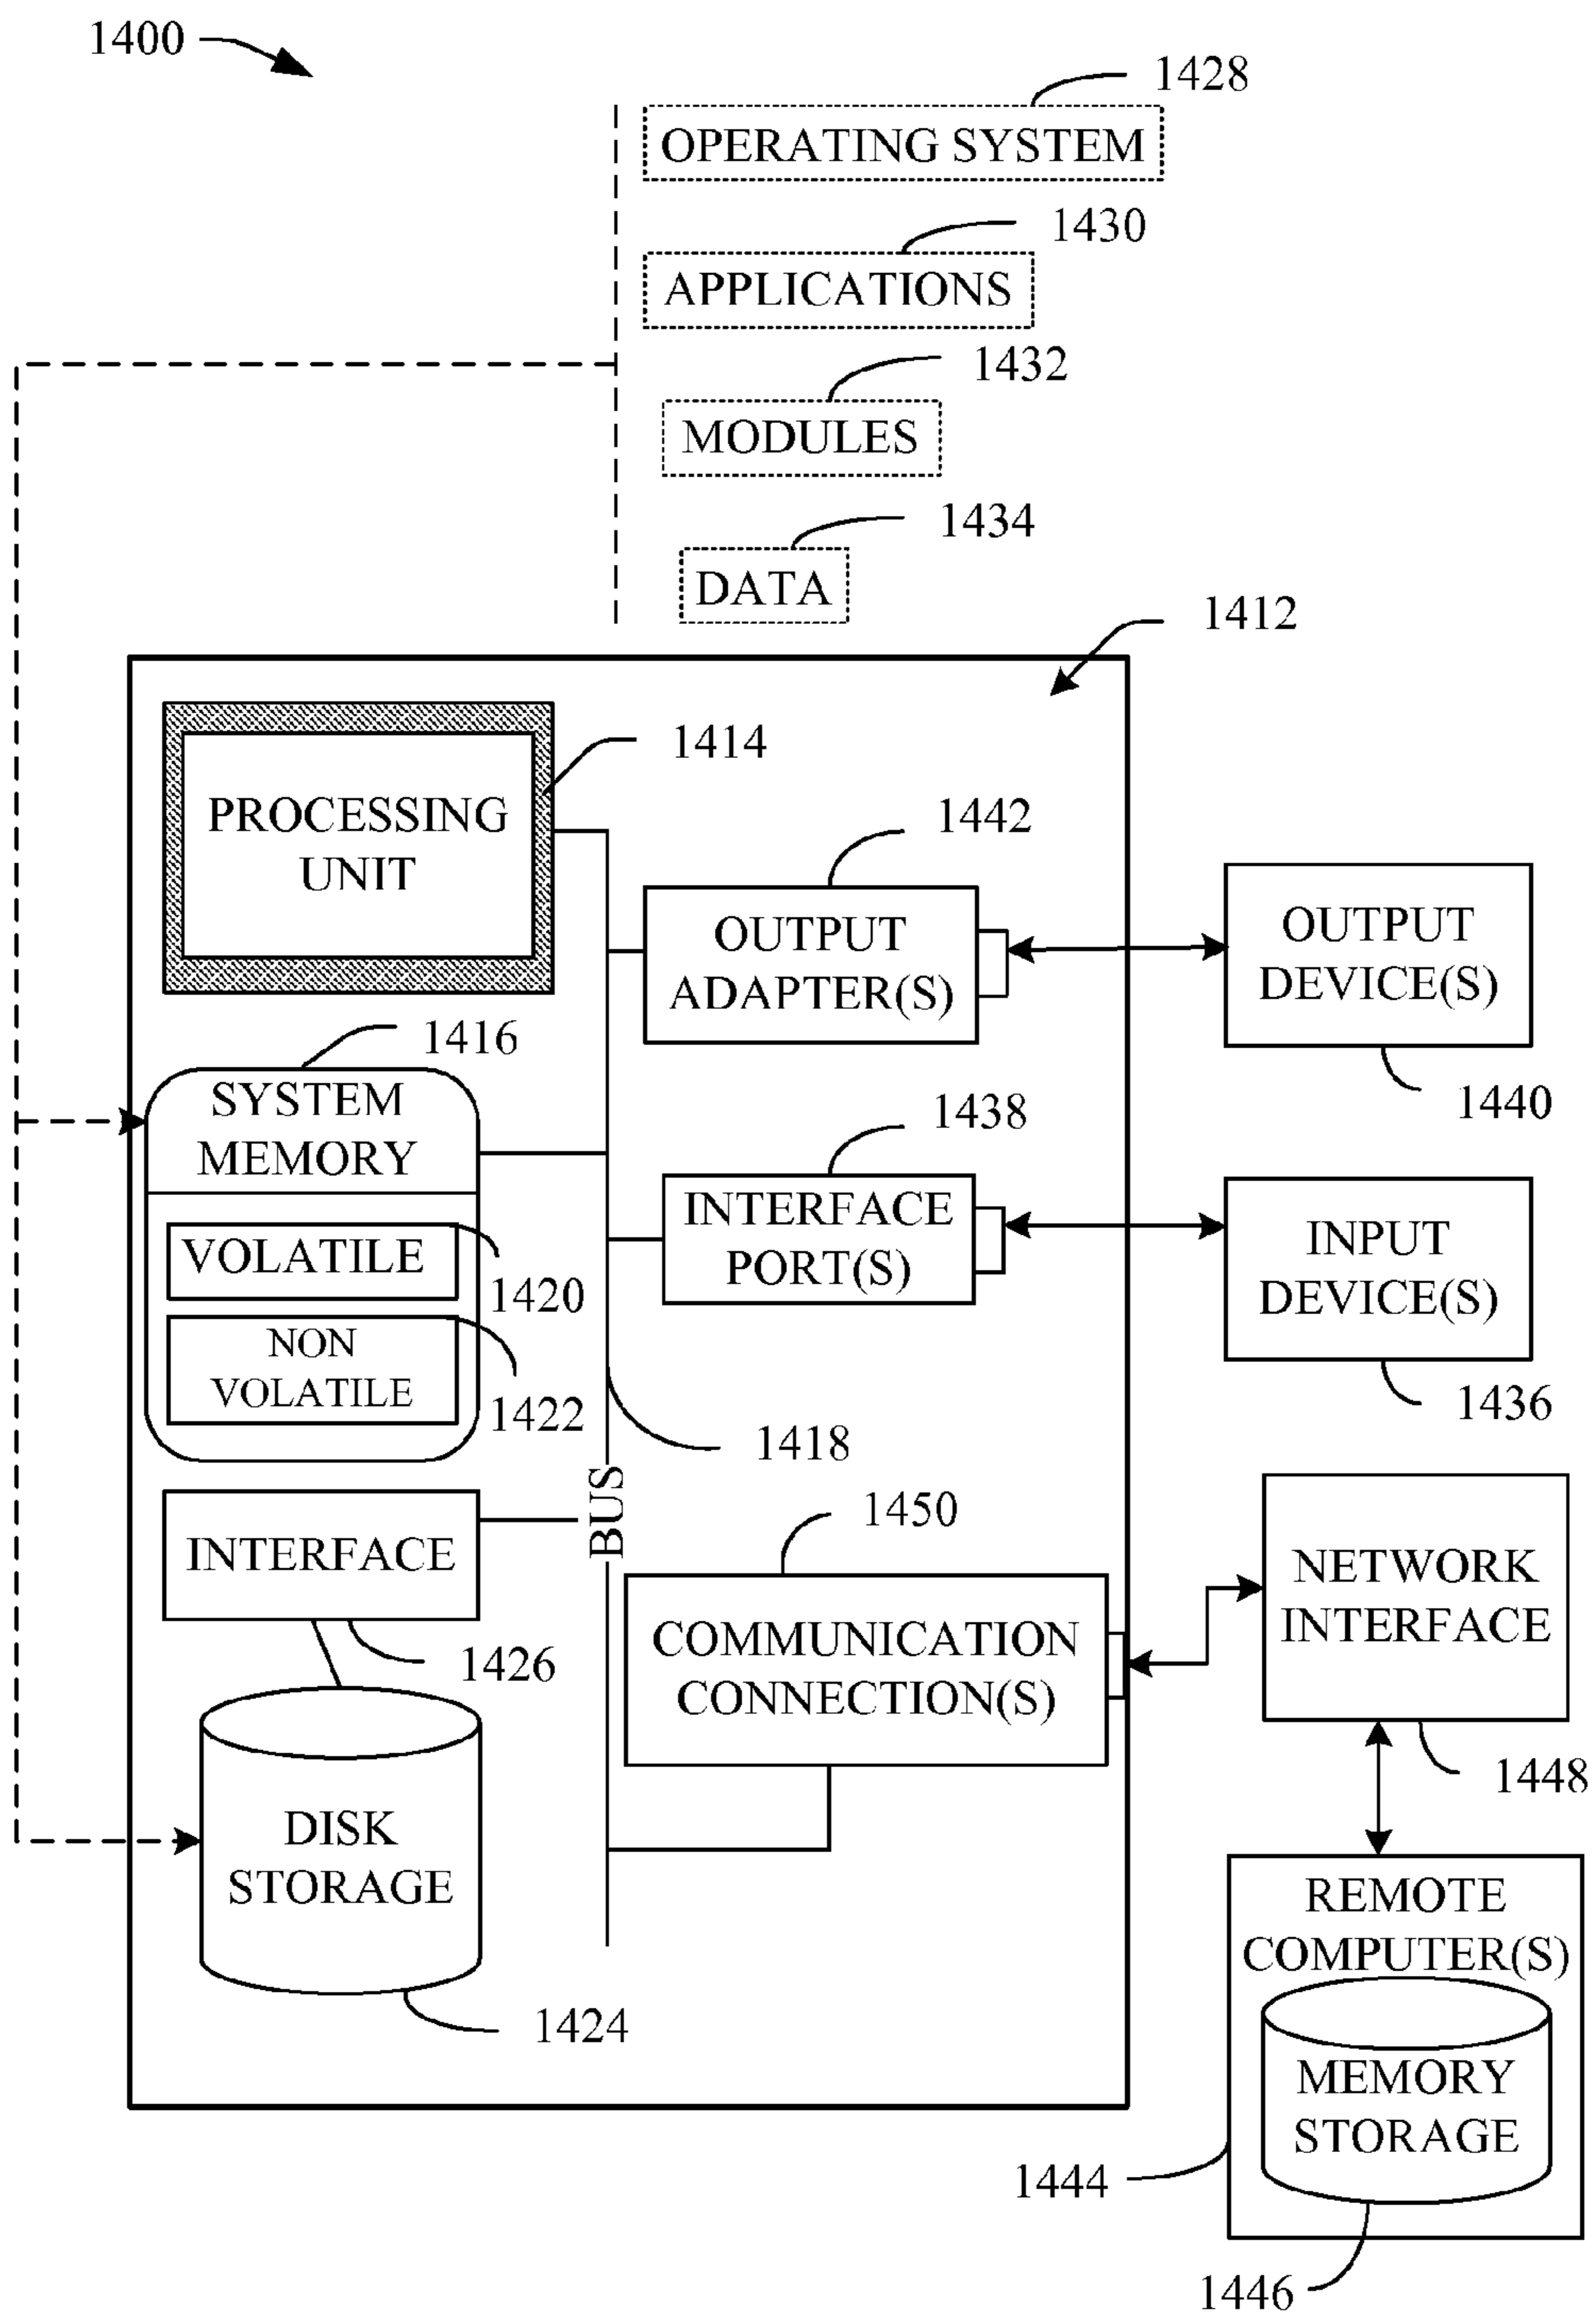 1400
1428
OPERATING SYSTEM
1430
APPLICATIONS
1432
MODULES
1434
DATA
1412
PROCESSING
UNIT
1414
1442
OUTPUT
ADAPTER(S)
OUTPUT
DEVICE(S)
1440
1416
SYSTEM
MEMORY
VOLATILE
1420
NON
VOLATILE
1422
1438
INTERFACE
PORT(S)
INPUT
DEVICE(S)
1436
1418
BUS
INTERFACE
1426
1450
COMMUNICATION
CONNECTION(S)
NETWORK
INTERFACE
1448
DISK
STORAGE
1424
REMOTE
COMPUTER(S)
MEMORY
STORAGE
1444
1446